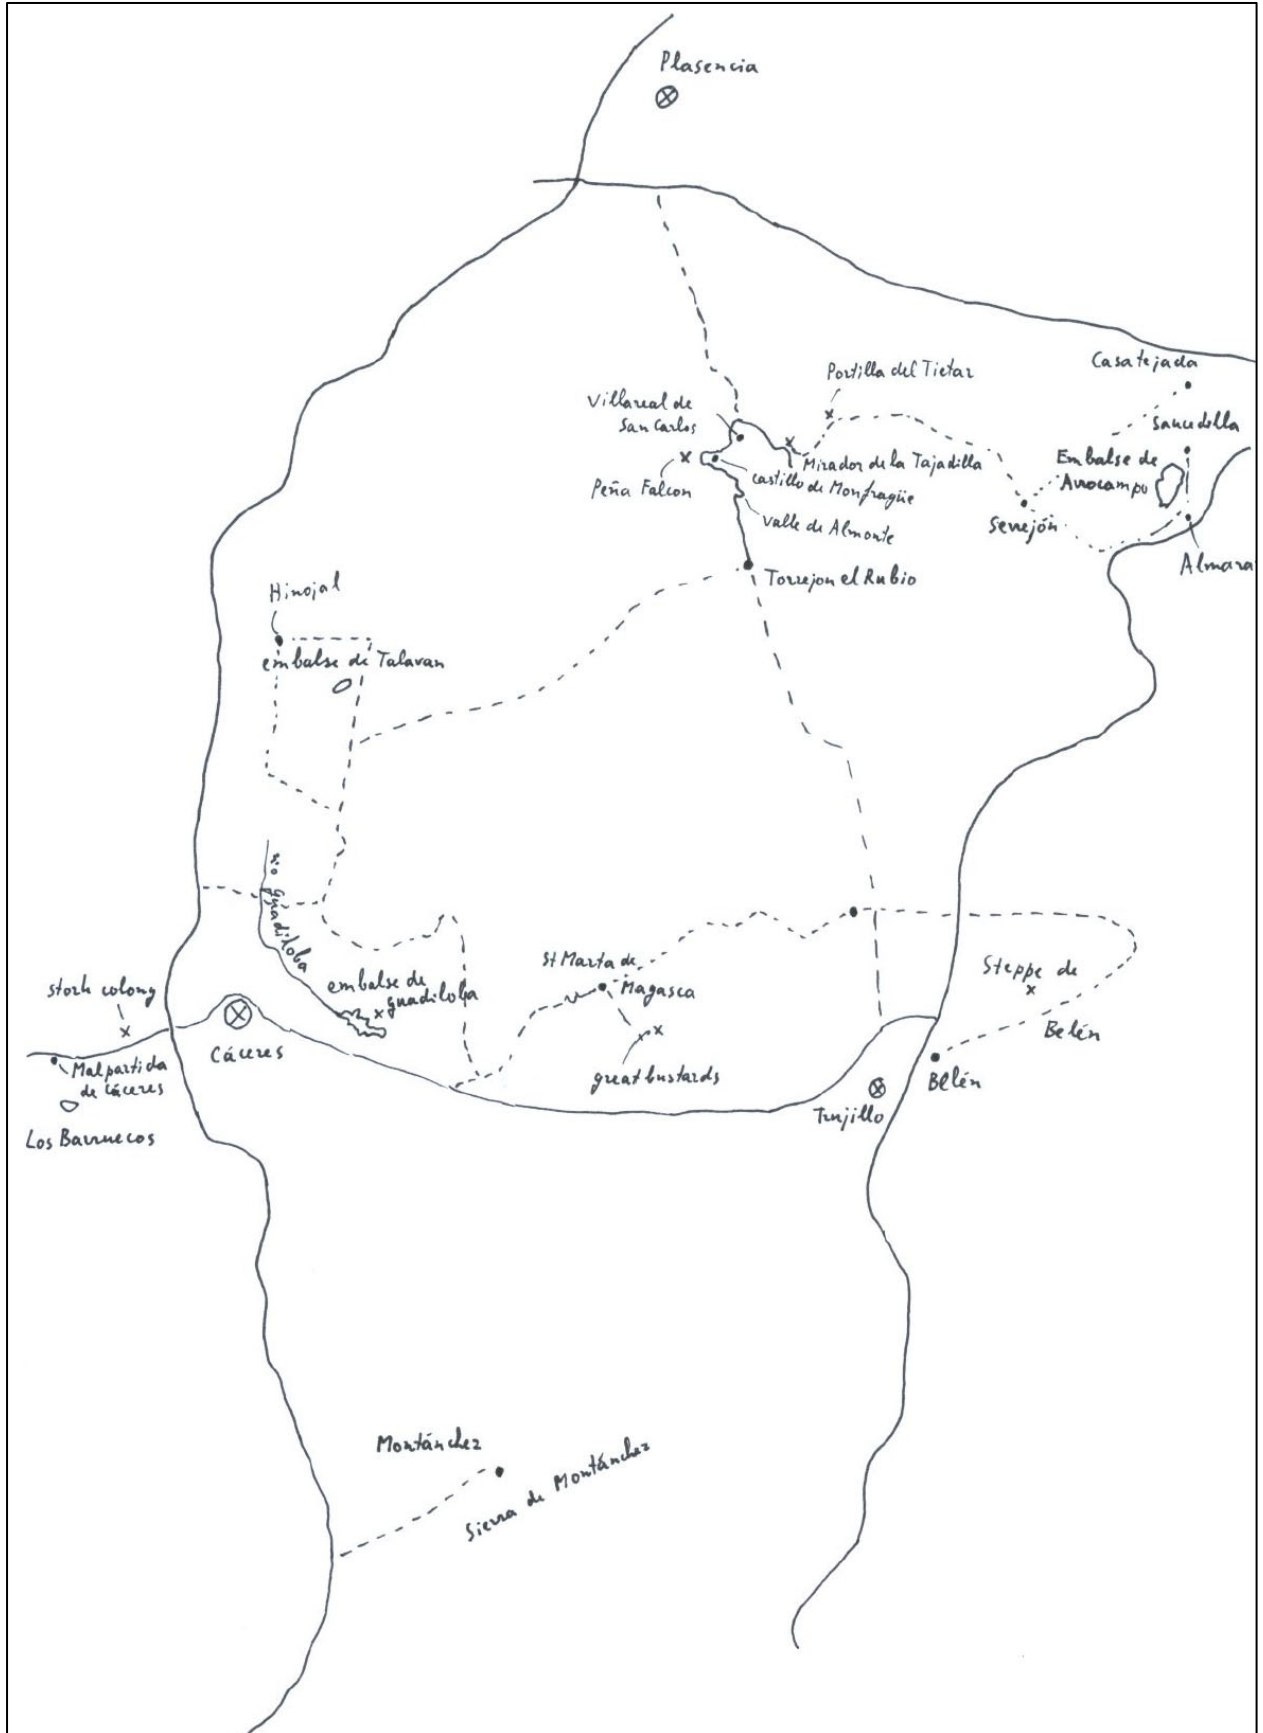 Plasencia
Casatejada
Portilla del Tietar
Villareal de
San Carlos
Saucedilla
Embalse de
Arrocampo
Mirador de la Tajadilla
Peña Falcon
castillo de Monfragüe
Serrejón
valle de Almonte
Almara
Torrejon el Rubio
Hinojal
embalse de Talavan
rio guadiloba
St Marta de
Magasca
Steppe de
Belén
embalse de
guadiloba
stork colony
Cáceres
Malpartida
de Cáceres
great bustards
Belén
Trujillo
Los Barruecos
Montánchez
Sierra de Montánchez